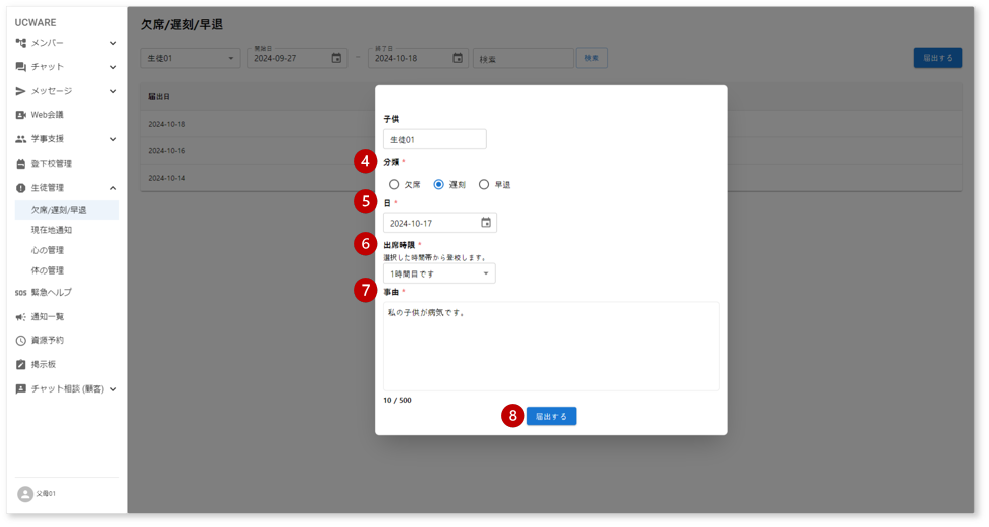 UCWARE
メンバー
チャット
メッセージ
Web会議
学事支援
登下校管理
生徒管理
欠席/遅刻/早退
現在地通知
心の管理
体の管理
SOS 緊急ヘルプ
通知一覧
資源予約
掲示板
チャット相談 (顧客)
父母01
欠席/遅刻/早退
生徒01
開始日
2024-09-27
~
終了日
2024-10-18
検索
検索
届出する
届出日
2024-10-18
2024-10-16
2024-10-14
子供
生徒01
4 分類 *
欠席 遅刻 早退
5 日 *
2024-10-17
6 出席時限 *
選択した時間帯から登校します。
1時間目です
7 事由 *
私の子供が病気です。
10 / 500
8 届出する